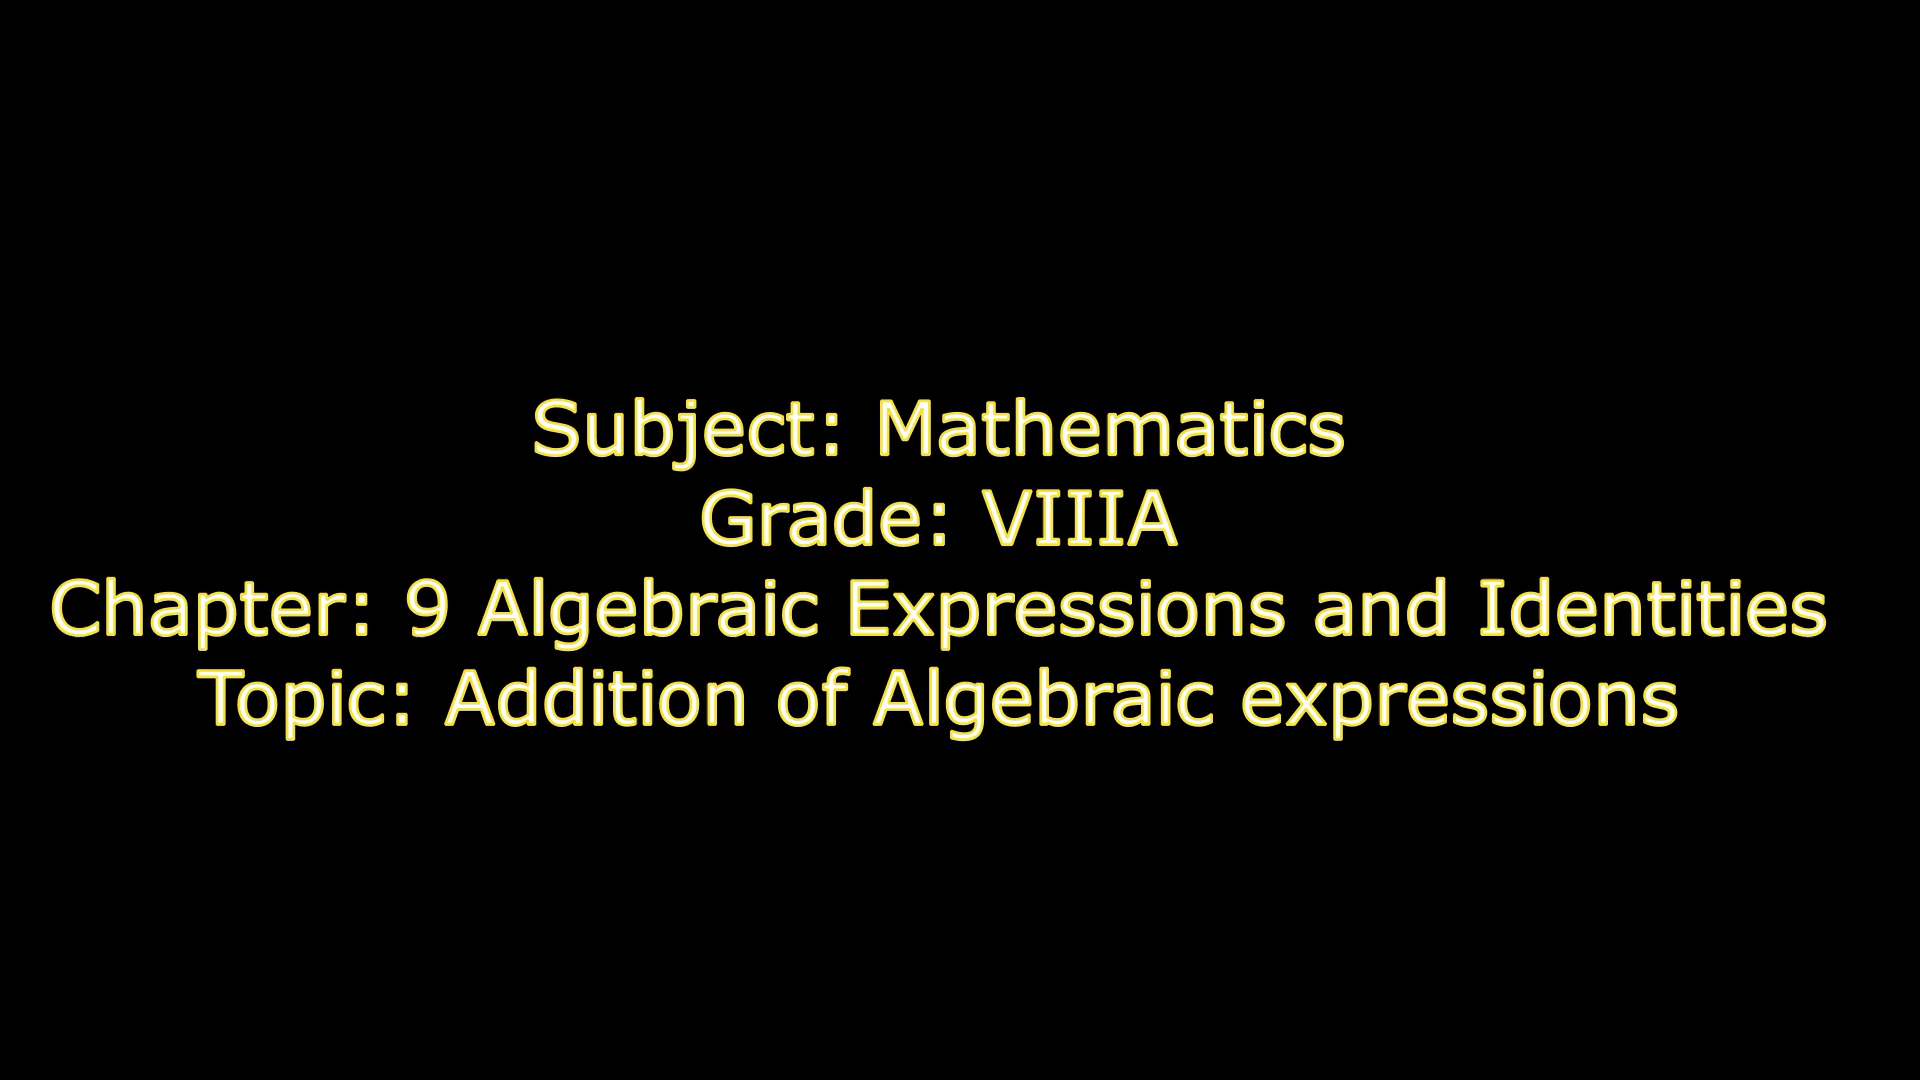 Subject: Mathematics
Grade: VIIIA
Chapter: 9 Algebraic Expressions and Identities
Topic: Addition of Algebraic expressions